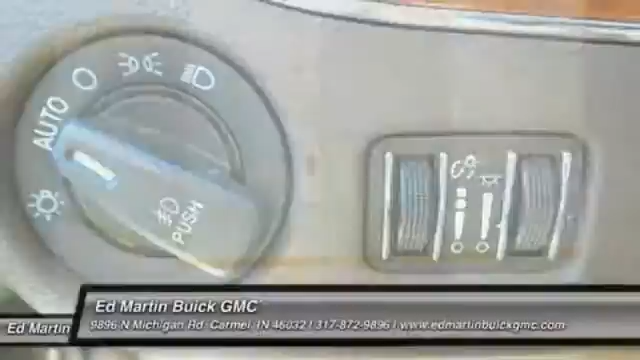 AUTO
PUSH
Ed Martin Buick GMC
Ed Martin
9896 N Michigan Rd Carmel, IN 46032 / 317-872-9896 / www.edmartinbuickgmc.com